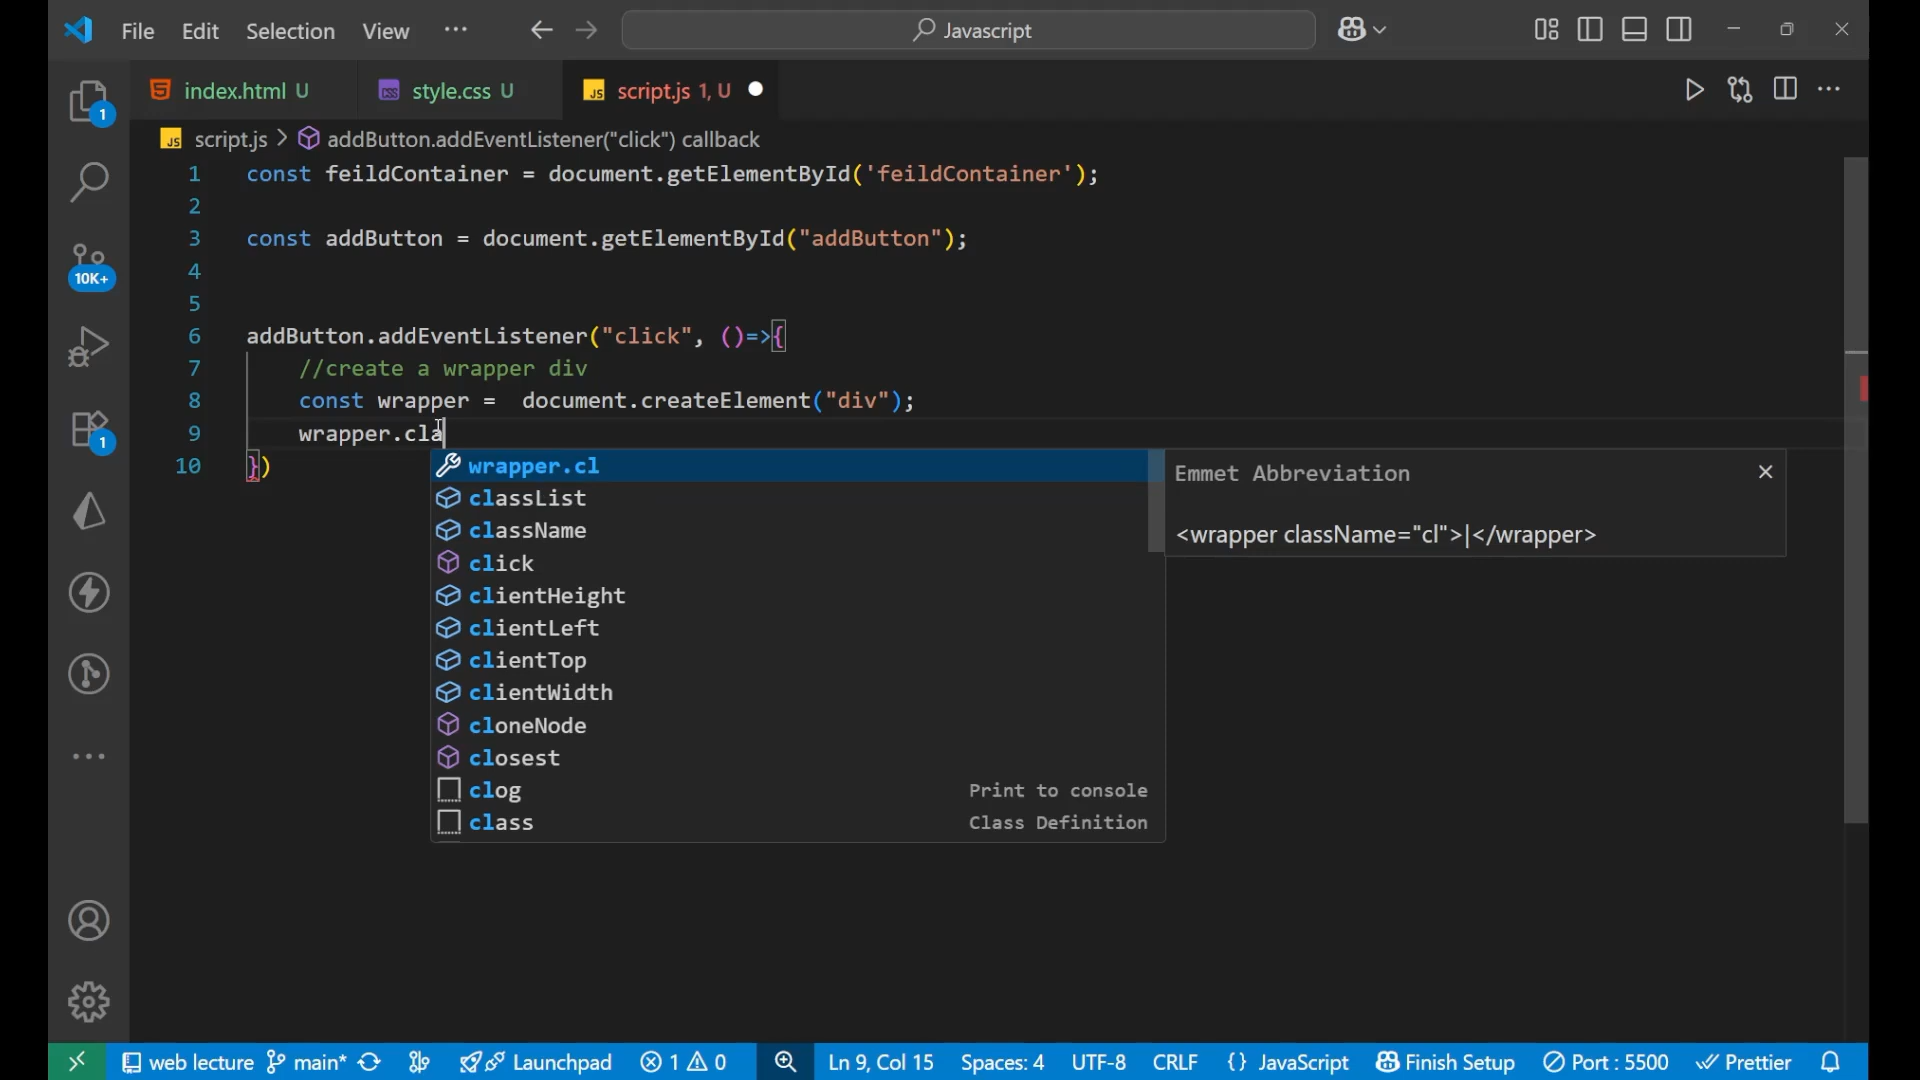 File Edit Selection View ··· Javascript
index.html U style.css U script.js 1, U
script.js > addButton.addEventListener("click") callback
1 const feildContainer = document.getElementById('feildContainer');
2
3 const addButton = document.getElementById("addButton");
4
5
6 addButton.addEventListener("click", ()=>{
7 //create a wrapper div
8 const wrapper =  document.createElement("div");
9 wrapper.cla
10 })
wrapper.cl
classList
className
click
clientHeight
clientLeft
clientTop
clientWidth
cloneNode
closest
clog Print to console
class Class Definition
Emmet Abbreviation
<wrapper className="cl">|</wrapper>
1
10K+
1
web lecture main* Launchpad 1 0 Ln 9, Col 15 Spaces: 4 UTF-8 CRLF {} JavaScript Finish Setup Port : 5500 Prettier